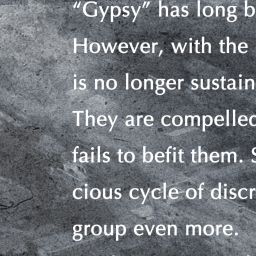 “Gypsy” has long b
However, with the
is no longer sustain
They are compelled
fails to befit them. S
cious cycle of discr
group even more.